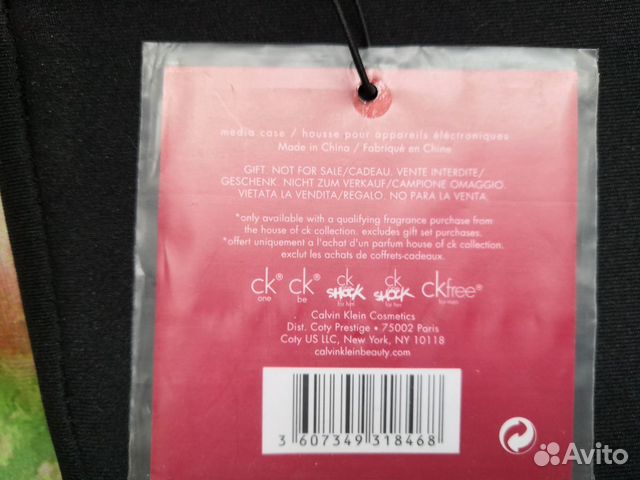 media case / housse pour appareils éléctroniques
Made in China / Fabriqué en Chine
GIFT. NOT FOR SALE/CADEAU. VENTE INTERDITE/
GESCHENK. NICHT ZUM VERKAUF/CAMPIONE OMAGGIO.
VIETATA LA VENDITA/REGALO. NO PARA LA VENTA.
*only available with a qualifying fragrance purchase from
the house of ck collection. excludes gift set purchases.
*offert uniquement a l'achat d'un parfum house of ck collection.
exclut les achats de coffrets-cadeaux.
ck® one ck® be ck SHOCK for him ck SHOCK for her ckfree® for men
Calvin Klein Cosmetics
Dist. Coty Prestige • 75002 Paris
Coty US LLC, New York, NY 10118
calvinkleinbeauty.com
3 607349 318468
Avito